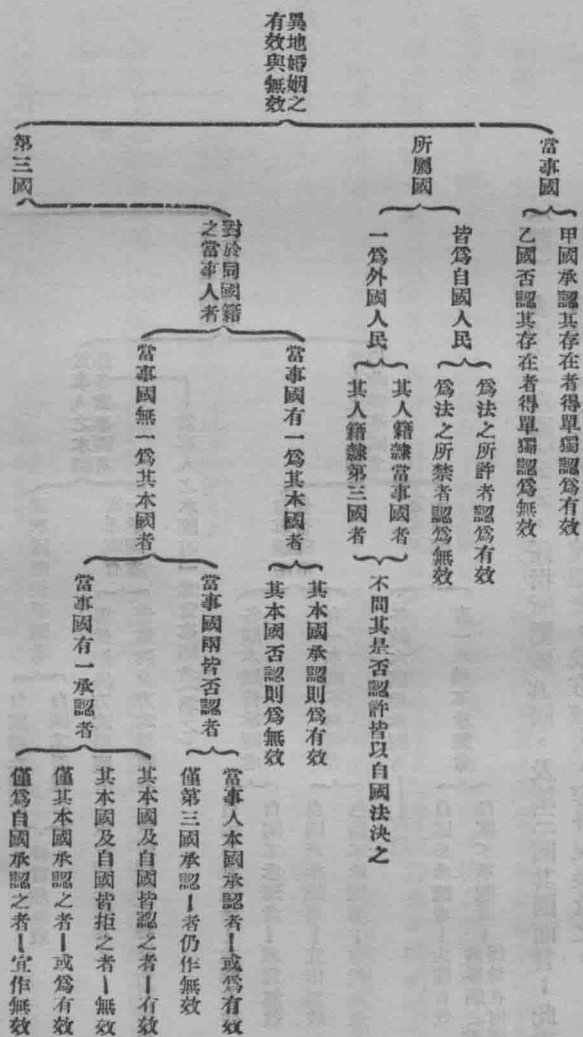 異地婚姻之
有效與無效
當事國
甲國承認其存在者得單獨認爲有效
乙國否認其存在者得單獨認爲無效
所屬國
皆爲自國人民
爲法之所許者認爲有效
爲法之所禁者認爲無效
一爲外國人民
其人籍隸當事國者
其人籍隸第三國者
不問其是否認許皆以自國法決之
第三國
對於同國籍
之當事人者
當事國有一爲其本國者
其本國承認則爲有效
其本國否認則爲無效
當事國無一爲其本國者
當事國兩皆否認者
當事人本國承認者ー或爲有效
僅第三國承認ー者仍作無效
當事國有一承認者
其本國及自國皆認之者ー有效
其本國及自國皆拒之者ー無效
僅其本國承認之者ー或爲有效
僅爲自國承認之者ー宜作無效